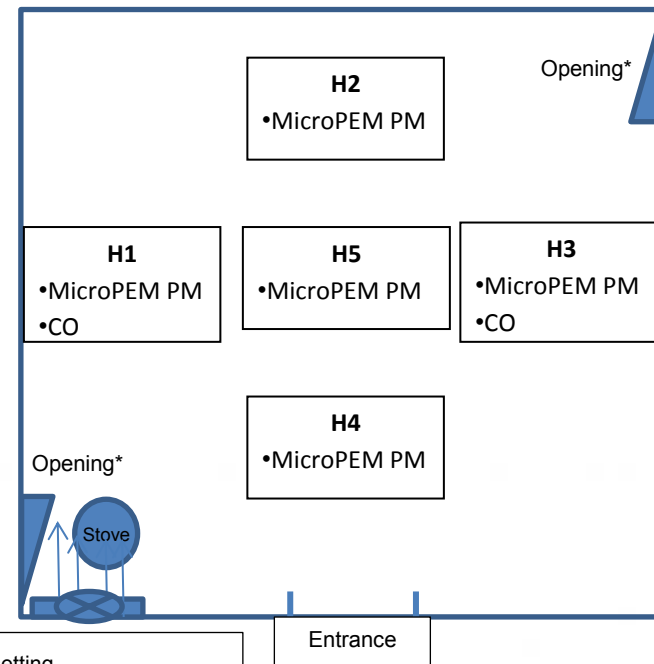 Opening*
H2
•MicroPEM PM
H1
•MicroPEM PM
•CO
H5
•MicroPEM PM
H3
•MicroPEM PM
•CO
H4
•MicroPEM PM
Opening*
Stove
Entrance